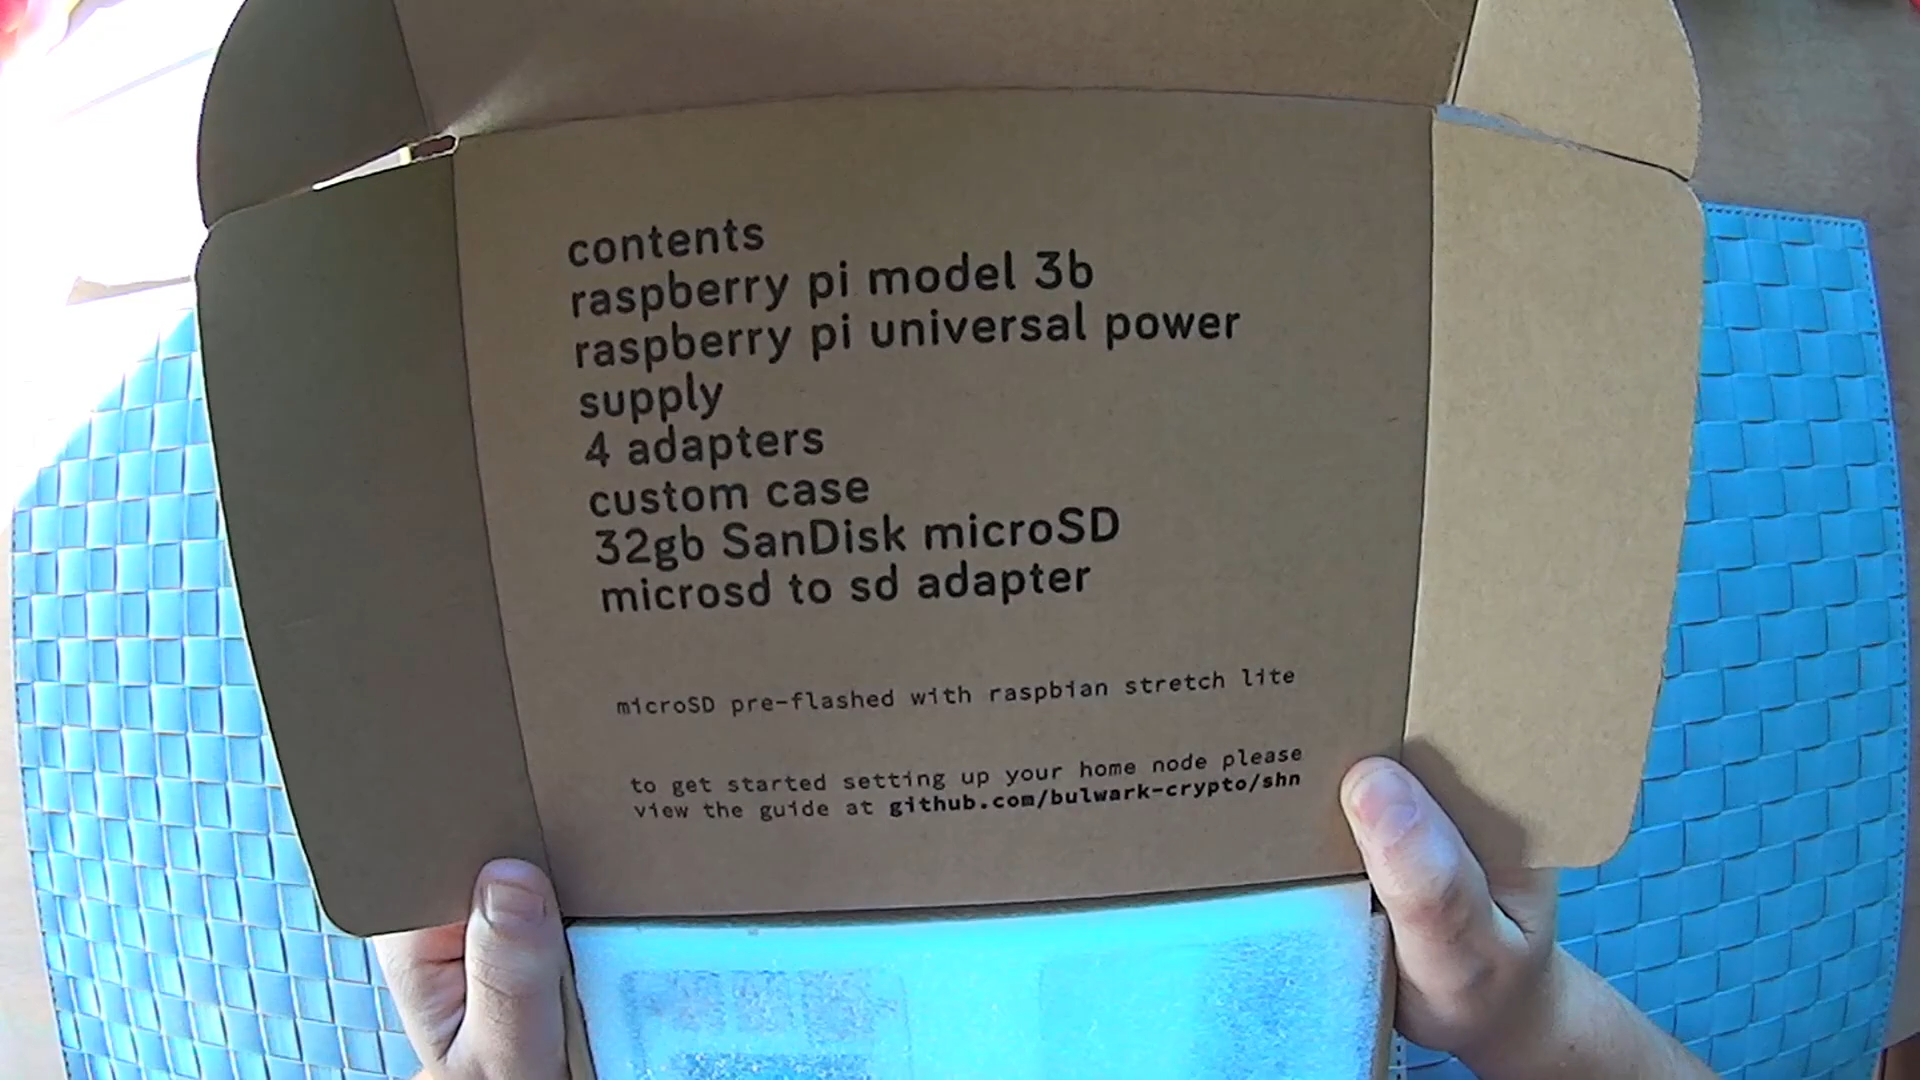 contents
raspberry pi model 3b
raspberry pi universal power
supply
4 adapters
custom case
32gb SanDisk microSD
microsd to sd adapter
microSD pre-flashed with raspbian stretch lite
to get started setting up your home node please
view the guide at github.com/bulwark-crypto/shn